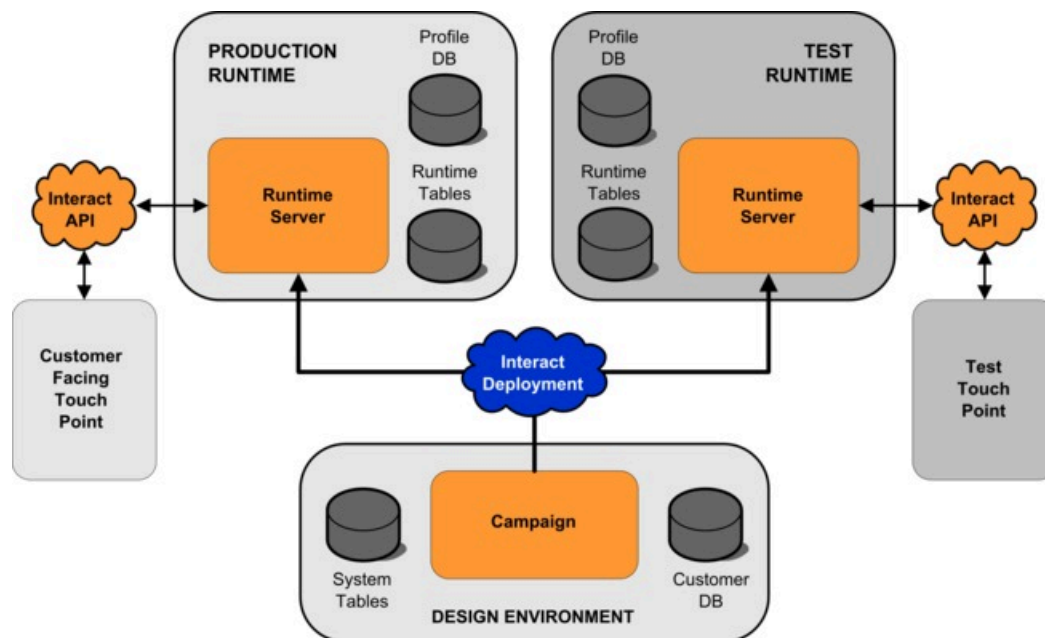 PRODUCTION
RUNTIME
Profile
DB
Runtime
Server
Runtime
Tables
Profile
DB
TEST
RUNTIME
Runtime
Tables
Runtime
Server
Interact
API
Interact
API
Customer
Facing
Touch
Point
Interact
Deployment
Test
Touch
Point
Campaign
System
Tables
Customer
DB
DESIGN ENVIRONMENT